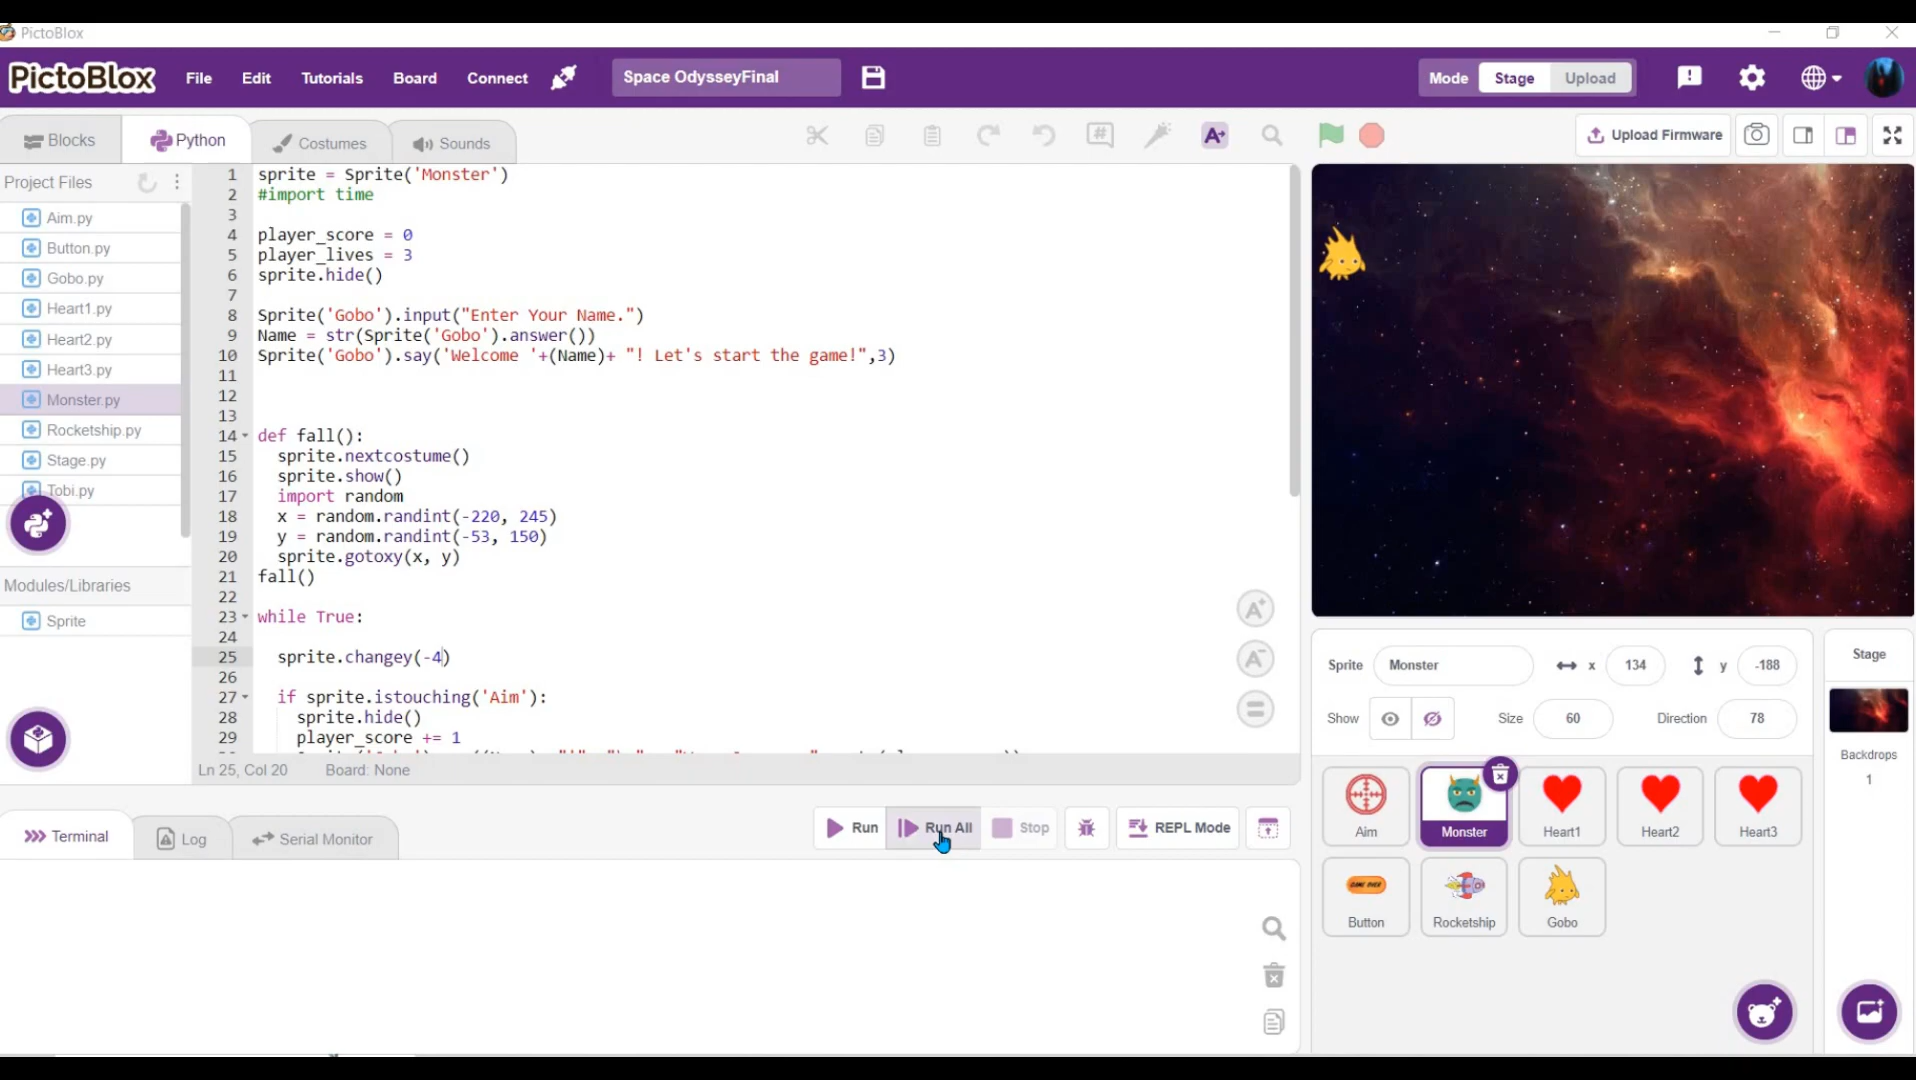 PictoBlox
PictoBlox File Edit Tutorials Board Connect Space OdysseyFinal Mode Stage Upload
Blocks Python Costumes Sounds Upload Firmware
Project Files
Aim.py
Button.py
Gobo.py
Heart1.py
Heart2.py
Heart3.py
Monster.py
Rocketship.py
Stage.py
Tobi.py
Modules/Libraries
Sprite
1 sprite = Sprite('Monster')
2 #import time
3
4 player_score = 0
5 player_lives = 3
6 sprite.hide()
7
8 Sprite('Gobo').input("Enter Your Name.")
9 Name = str(Sprite('Gobo').answer())
10 Sprite('Gobo').say('Welcome '+(Name)+ "! Let's start the game!",3)
11
12
13
14 def fall():
15 sprite.nextcostume()
16 sprite.show()
17 import random
18 x = random.randint(-220, 245)
19 y = random.randint(-53, 150)
20 sprite.gotoxy(x, y)
21 fall()
22
23 while True:
24
25 sprite.changey(-4)
26
27 if sprite.istouching('Aim'):
28 sprite.hide()
29 player_score += 1
Ln 25, Col 20 Board: None
Terminal Log Serial Monitor Run Run All Stop REPL Mode
Sprite Monster x 134 y -188
Show Size 60 Direction 78
Stage
Backdrops
1
Aim Monster Heart1 Heart2 Heart3
GAME OVER
Button Rocketship Gobo